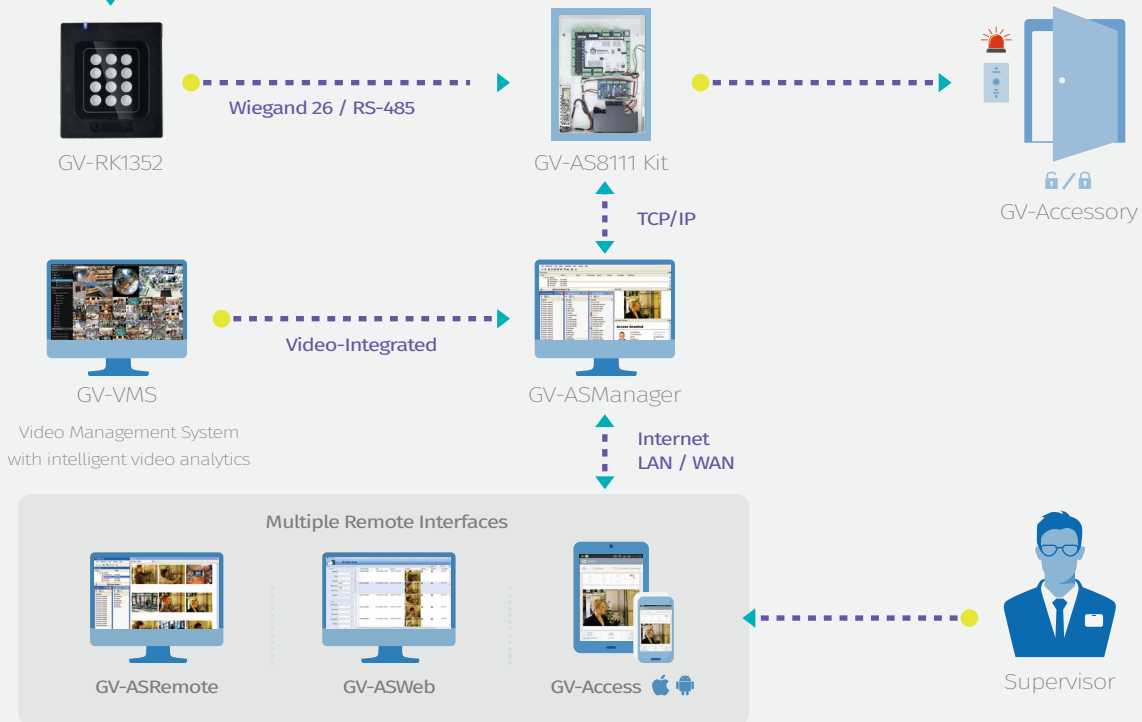 Wiegand 26 / RS-485
GV-RK1352
GV-AS8111 Kit
GV-Accessory
TCP/IP
Access Granted
Video-Integrated
GV-VMS
GV-ASManager
Video Management System
with intelligent video analytics
Internet
LAN / WAN
Multiple Remote Interfaces
GV-ASRemote
GV-ASWeb
GV-Access
Supervisor